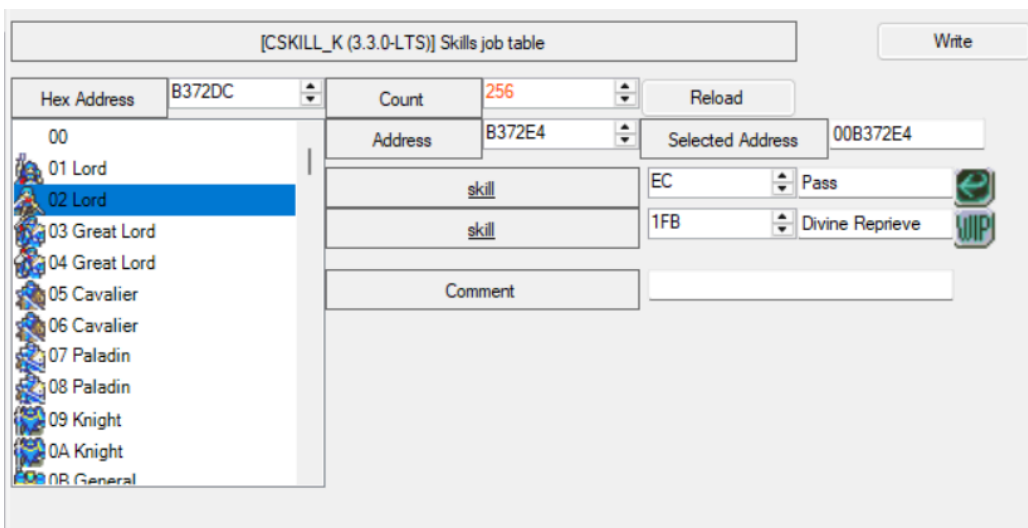 [CSKILL_K (3.3.0-LTS)] Skills job table
Write
Hex Address
B372DC
Count
256
Reload
00
01 Lord
02 Lord
03 Great Lord
04 Great Lord
05 Cavalier
06 Cavalier
07 Paladin
08 Paladin
09 Knight
0A Knight
0B General
Address
B372E4
Selected Address
00B372E4
skill
EC
Pass
skill
1FB
Divine Reprieve
WIP
Comment